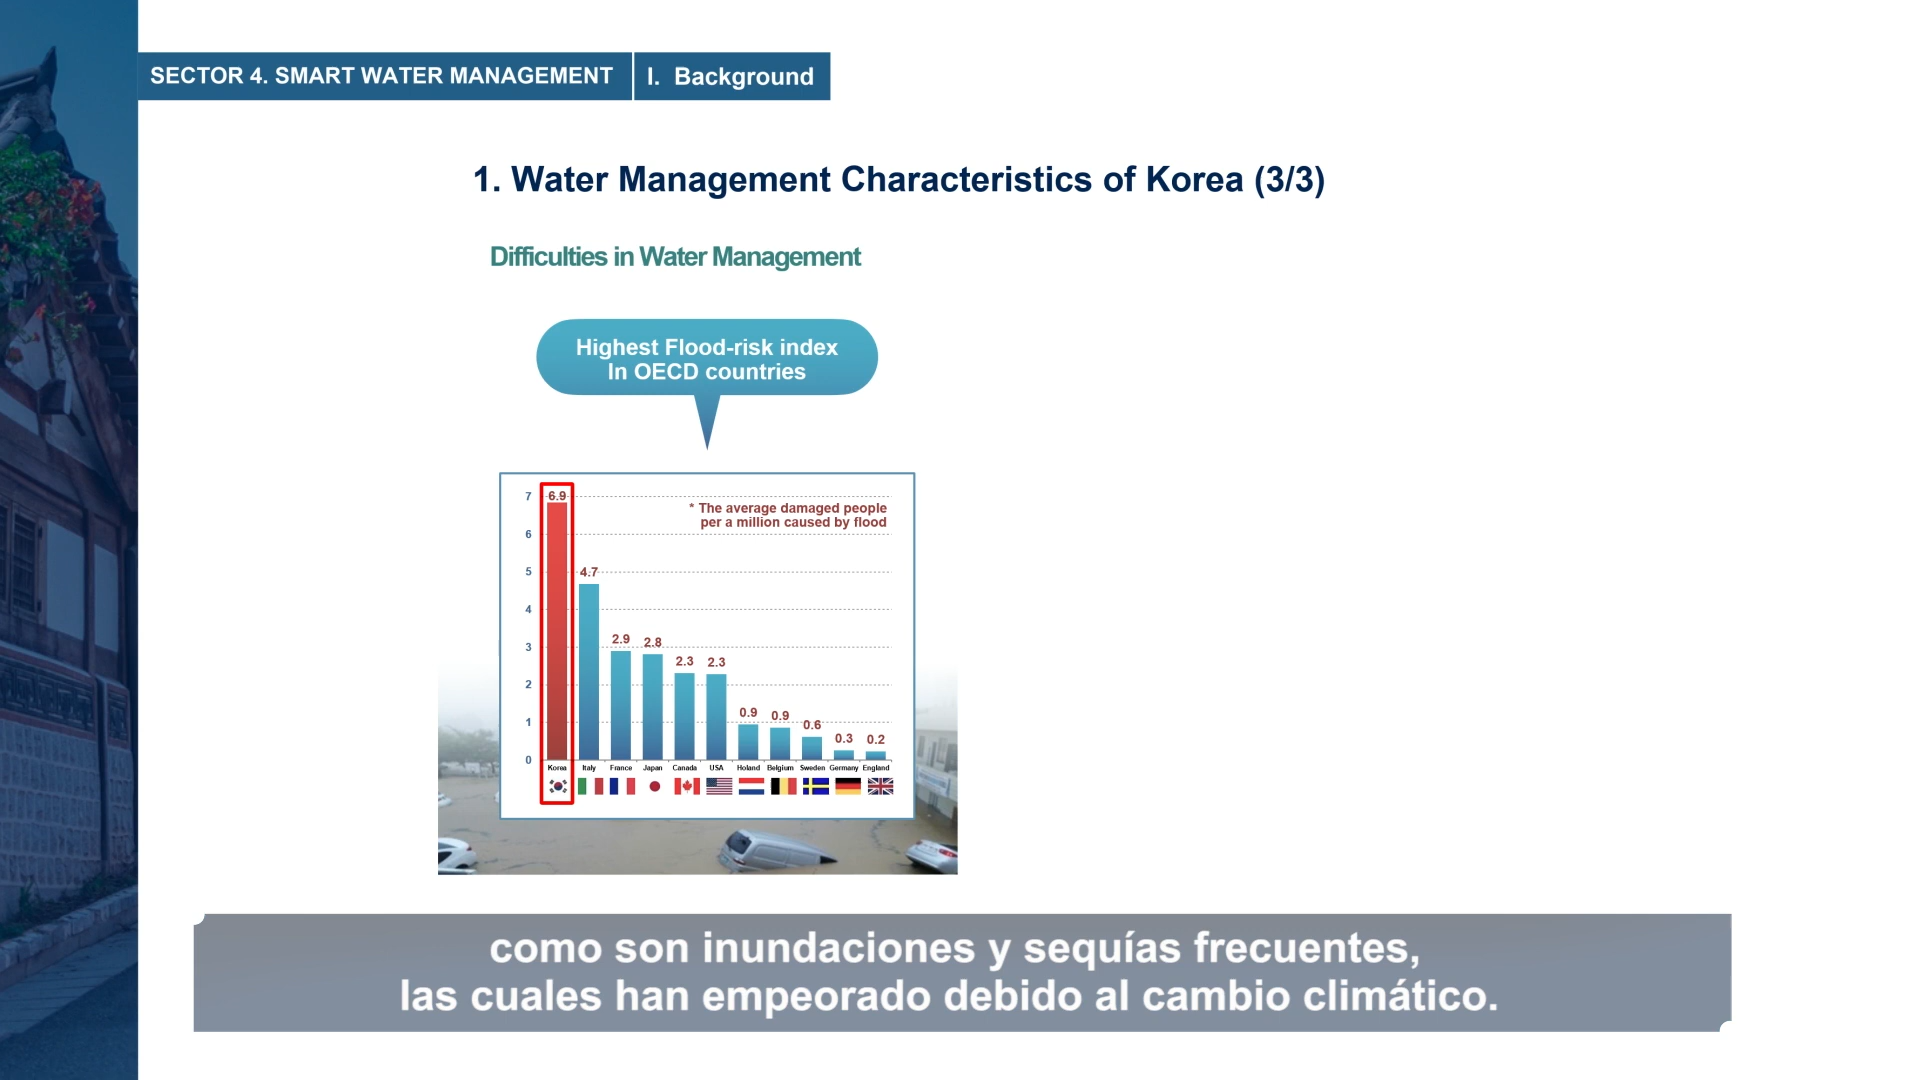 SECTOR 4. SMART WATER MANAGEMENT
I. Background
1. Water Management Characteristics of Korea (3/3)
Difficulties in Water Management
Highest Flood-risk index
In OECD countries
* The average damaged people
per a million caused by flood
7
6
5
4
3
2
1
0
6.9
4.7
2.9
2.8
2.3
2.3
0.9
0.9
0.6
0.3
0.2
Korea
Italy
France
Japan
Canada
USA
Holand
Belgium
Sweden
Germany
England
como son inundaciones y sequías frecuentes,
las cuales han empeorado debido al cambio climático.